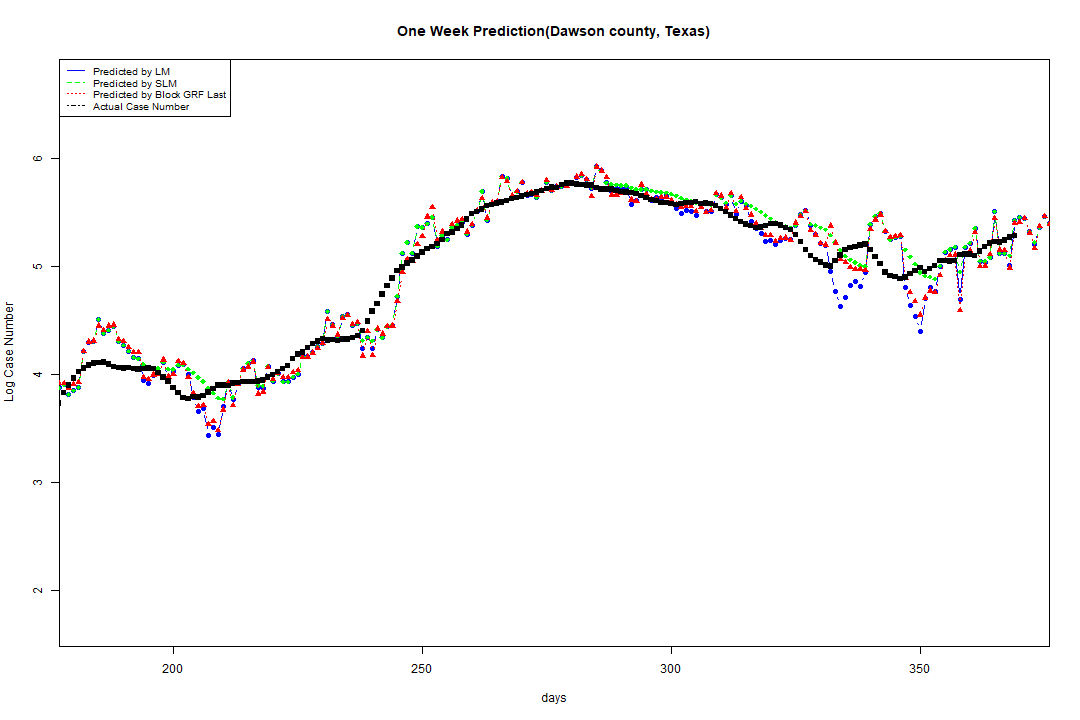 One Week Prediction(Dawson county, Texas)
Predicted by LM
Predicted by SLM
Predicted by Block GRF Last
Actual Case Number
Log Case Number
6
5
4
3
2
200 250 300 350
days